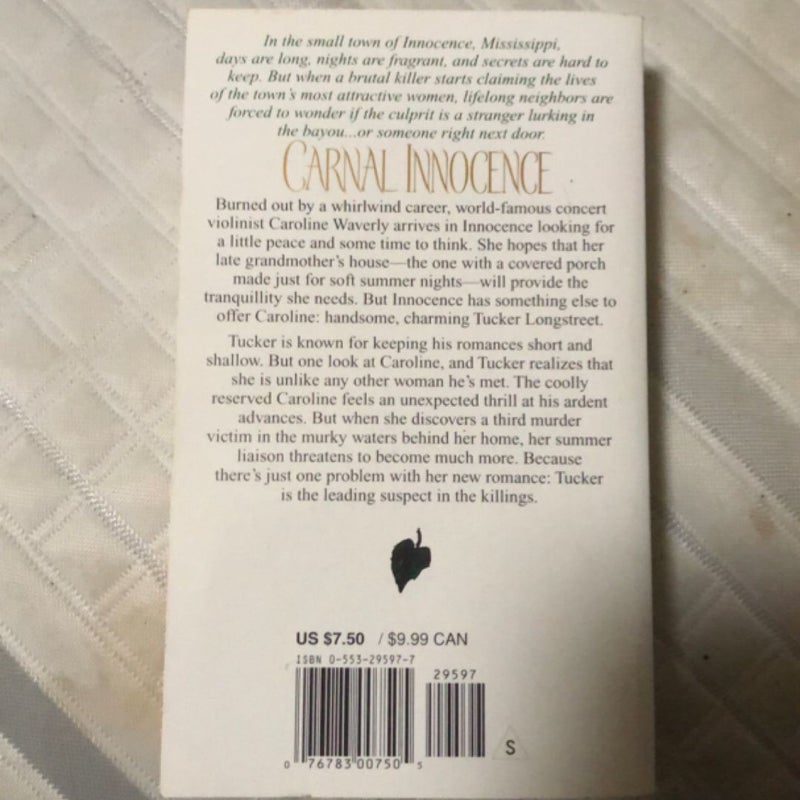 In the small town of Innocence, Mississippi,
days are long, nights are fragrant, and secrets are hard to
keep. But when a brutal killer starts claiming the lives
of the town's most attractive women, lifelong neighbors are
forced to wonder if the culprit is a stranger lurking in
the bayou...or someone right next door.
CARNAL INNOCENCE
Burned out by a whirlwind career, world-famous concert
violinist Caroline Waverly arrives in Innocence looking for
a little peace and some time to think. She hopes that her
late grandmother's house—the one with a covered porch
made just for soft summer nights—will provide the
tranquillity she needs. But Innocence has something else to
offer Caroline: handsome, charming Tucker Longstreet.
Tucker is known for keeping his romances short and
shallow. But one look at Caroline, and Tucker realizes that
she is unlike any other woman he's met. The coolly
reserved Caroline feels an unexpected thrill at his ardent
advances. But when she discovers a third murder
victim in the murky waters behind her home, her summer
liaison threatens to become much more. Because
there's just one problem with her new romance: Tucker
is the leading suspect in the killings.
US $7.50 / $9.99 CAN
ISBN 0-553-29597-7
29597
0 76783 00750 5
S